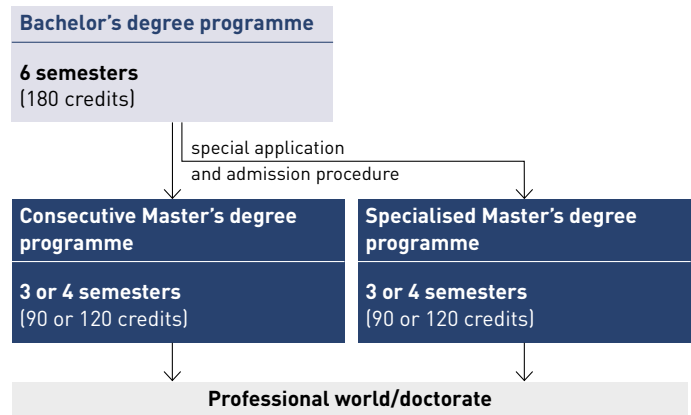 Bachelor’s degree programme
6 semesters
(180 credits)
special application
and admission procedure
Consecutive Master’s degree
programme
3 or 4 semesters
(90 or 120 credits)
Specialised Master’s degree
programme
3 or 4 semesters
(90 or 120 credits)
Professional world/doctorate